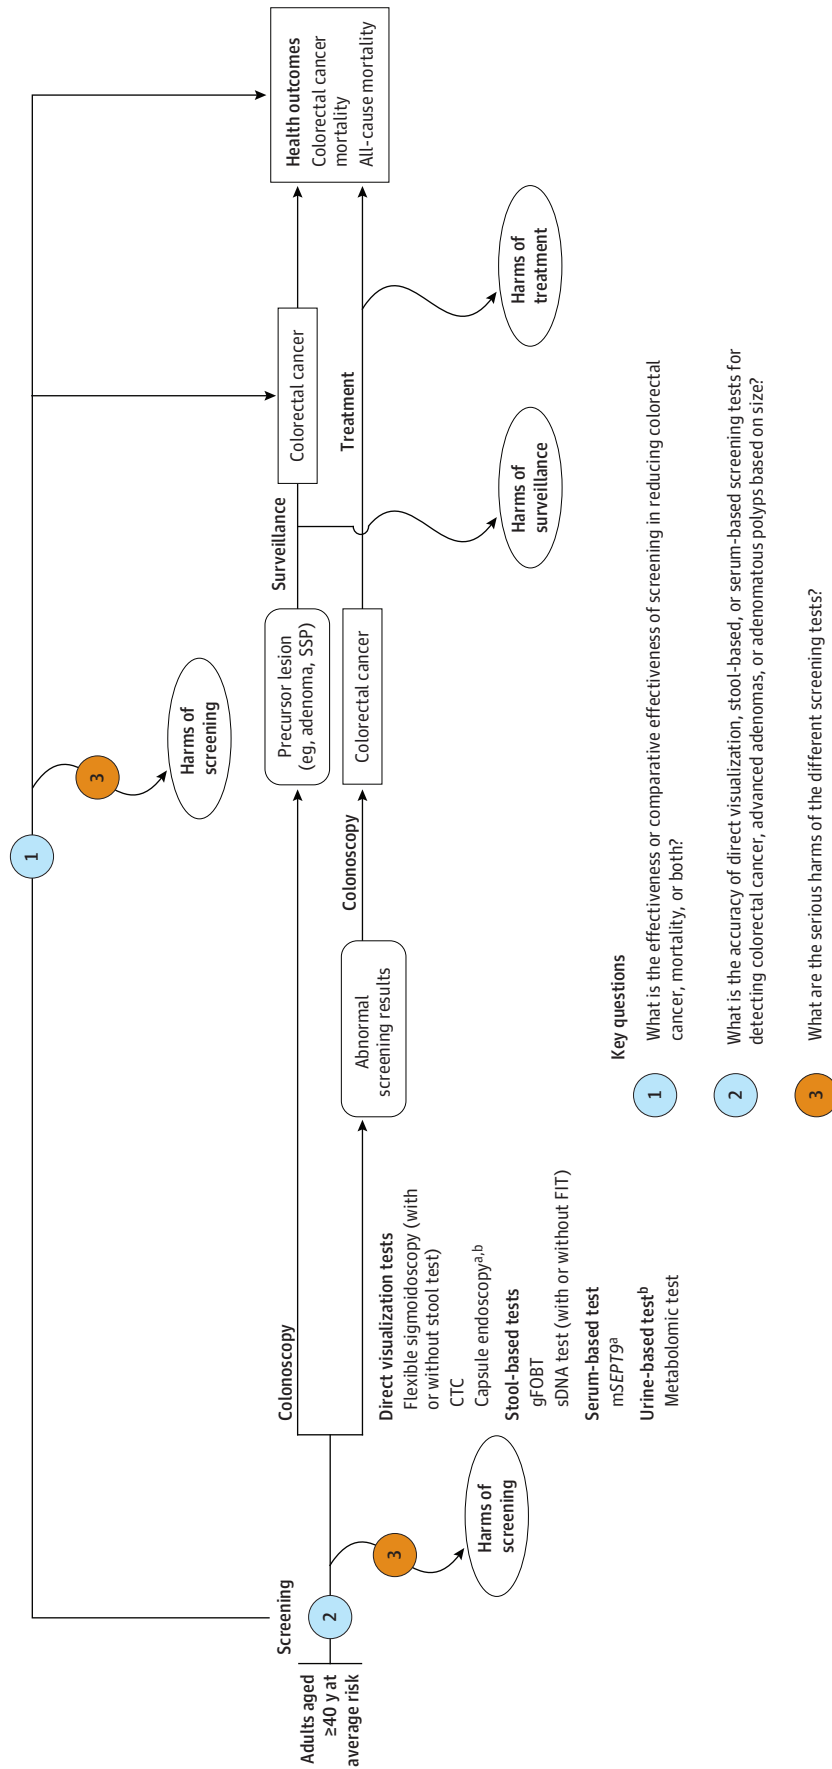 Adults aged
≥40 y at
average risk
Screening
2
3
Harms of
screening
1
3
Harms of
screening
Colonoscopy
Direct visualization tests
Flexible sigmoidoscopy (with
or without stool test)
CTC
Capsule endoscopya,b
Stool-based tests
gFOBT
sDNA test (with or without FIT)
Serum-based test
mSEPT9a
Urine-based testb
Metabolomic test
Abnormal
screening results
Colonoscopy
Precursor lesion
(eg, adenoma, SSP)
Colorectal cancer
Surveillance
Harms of
surveillance
Colorectal cancer
Treatment
Harms of
treatment
Health outcomes
Colorectal cancer
mortality
All-cause mortality
Key questions
1 What is the effectiveness or comparative effectiveness of screening in reducing colorectal
cancer, mortality, or both?
2 What is the accuracy of direct visualization, stool-based, or serum-based screening tests for
detecting colorectal cancer, advanced adenomas, or adenomatous polyps based on size?
3 What are the serious harms of the different screening tests?